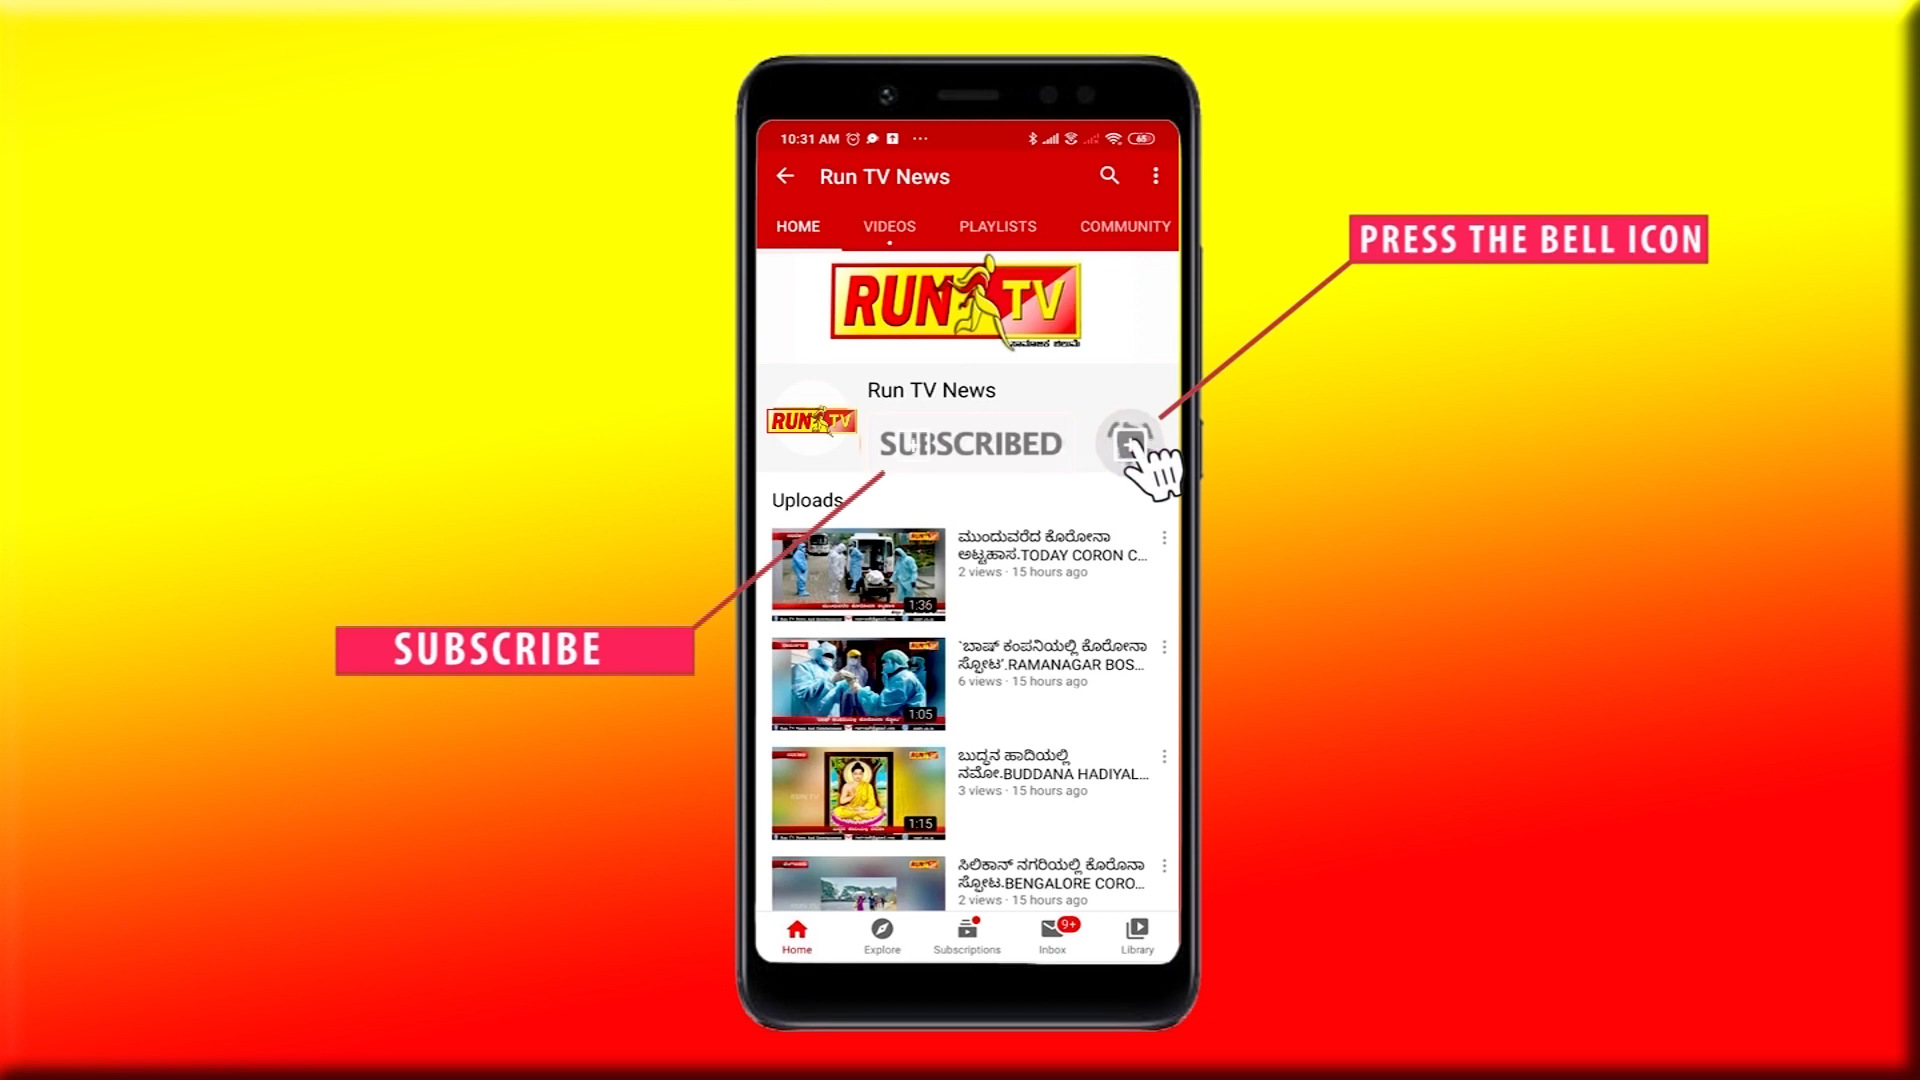 10:31 AM
65
Run TV News
HOME VIDEOS PLAYLISTS COMMUNITY
PRESS THE BELL ICON
RUN TV
Run TV News
RUN TV
SUBSCRIBED
Uploads
ಮುಂದುವರೆದ ಕೊರೋನಾ
ಅಟ್ಟಹಾಸ.TODAY CORON C...
2 views · 15 hours ago
1:36
SUBSCRIBE
`ಬಾಷ್ ಕಂಪನಿಯಲ್ಲಿ ಕೊರೋನಾ
ಸ್ಪೋಟ'.RAMANAGAR BOS...
6 views · 15 hours ago
1:05
ಬುದ್ಧನ ಹಾದಿಯಲ್ಲಿ
ನಮೋ.BUDDANA HADIYAL...
3 views · 15 hours ago
1:15
ಸಿಲಿಕಾನ್ ನಗರಿಯಲ್ಲಿ ಕೊರೊನಾ
ಸ್ಪೋಟ.BENGALORE CORO...
2 views · 15 hours ago
9+
Home Explore Subscriptions Inbox Library